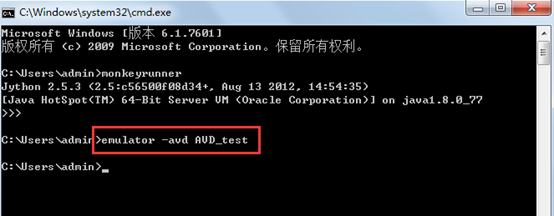 C:\Windows\system32\cmd.exe
Microsoft Windows [版本 6.1.7601]
版权所有 (c) 2009 Microsoft Corporation。保留所有权利。
C:\Users\admin>monkeyrunner
Jython 2.5.3 (2.5:c56500f08d34+, Aug 13 2012, 14:54:35)
[Java HotSpot(TM) 64-Bit Server VM (Oracle Corporation)] on java1.8.0_77
>>>
C:\Users\admin>emulator -avd AVD_test
C:\Users\admin>_